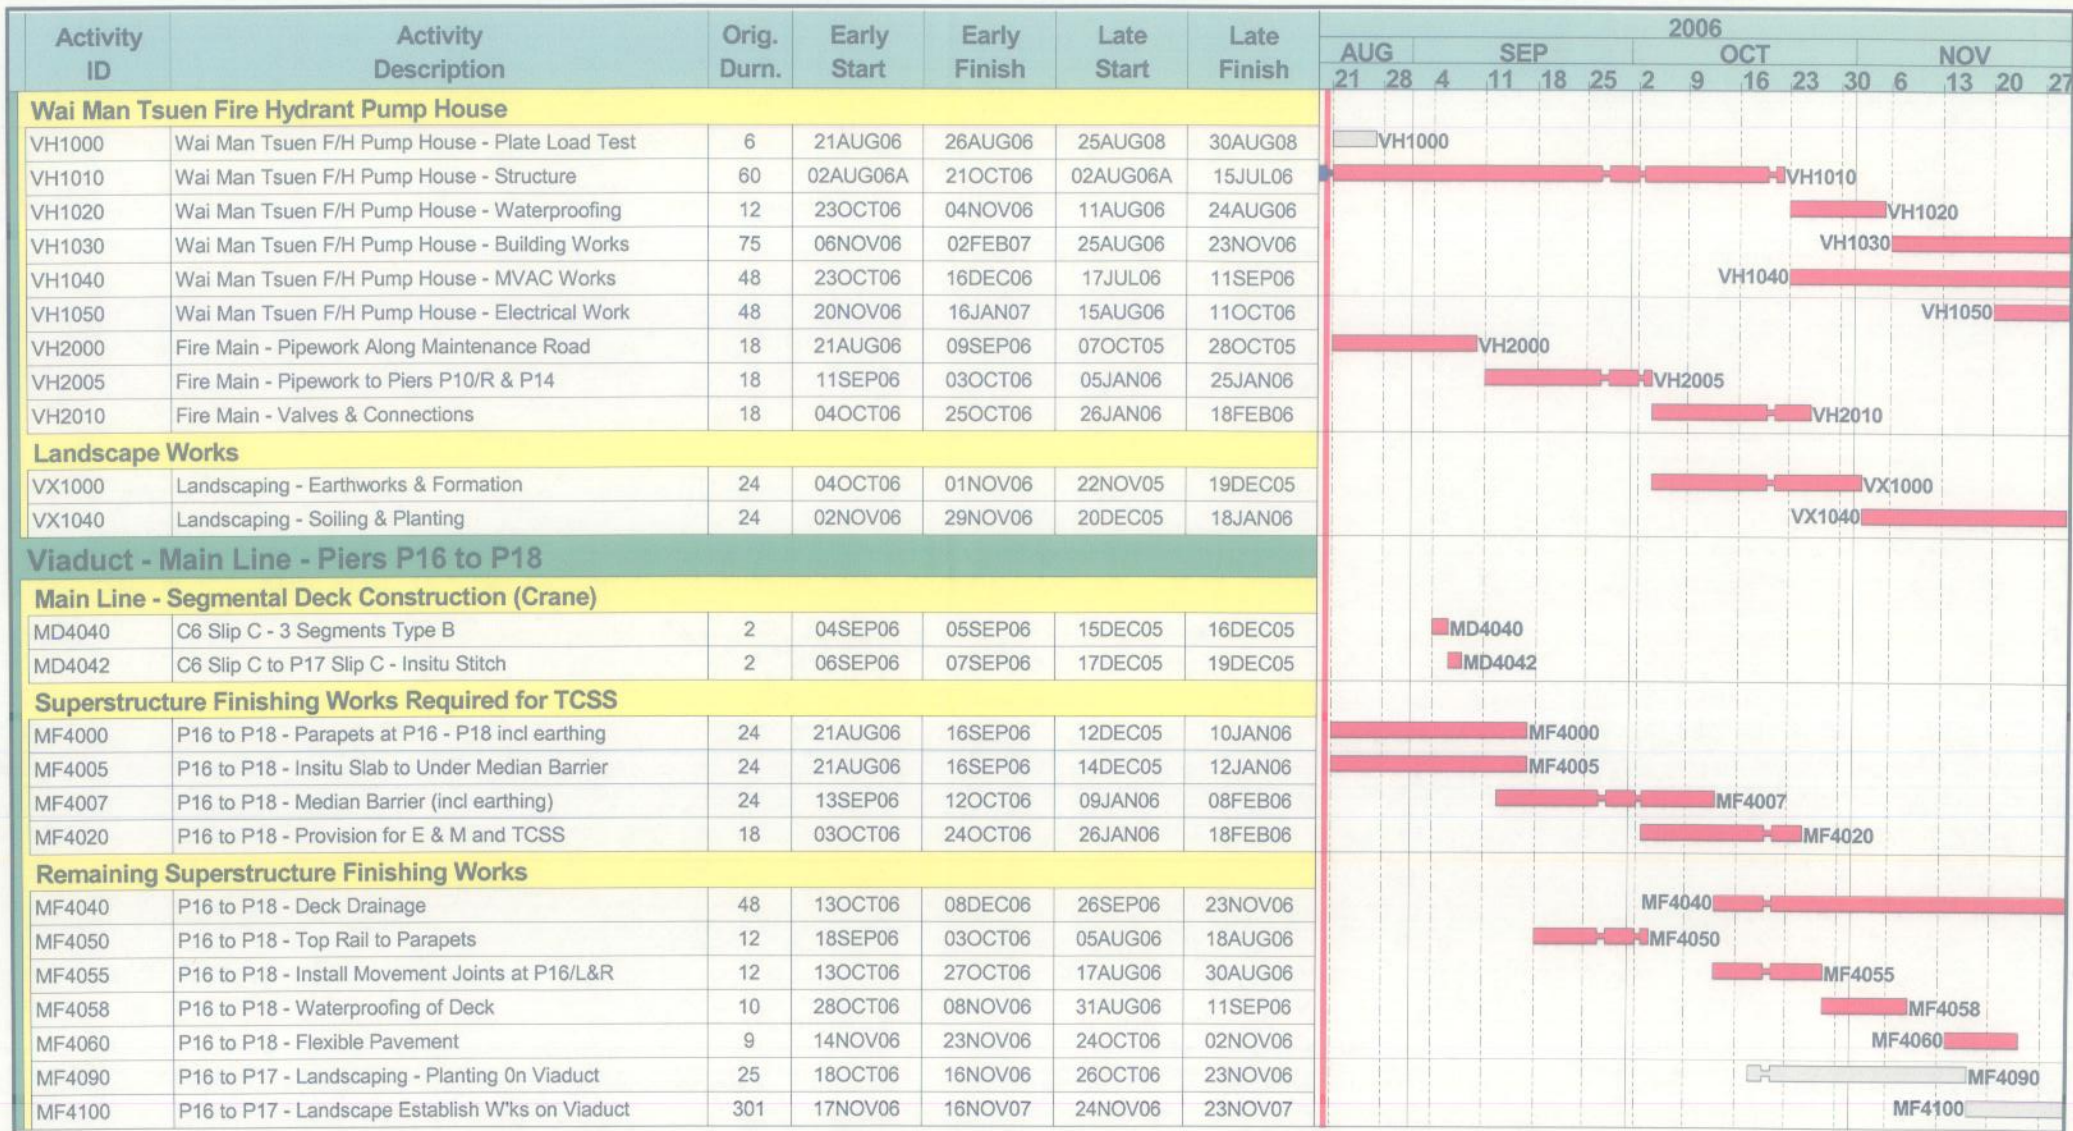 Activity ID Activity Description Orig. Durn. Early Start Early Finish Late Start Late Finish
2006
AUG SEP OCT NOV
21 28 4 11 18 25 2 9 16 23 30 6 13 20 27
Wai Man Tsuen Fire Hydrant Pump House
VH1000 Wai Man Tsuen F/H Pump House - Plate Load Test 6 21AUG06 26AUG06 25AUG08 30AUG08 VH1000
VH1010 Wai Man Tsuen F/H Pump House - Structure 60 02AUG06A 21OCT06 02AUG06A 15JUL06 VH1010
VH1020 Wai Man Tsuen F/H Pump House - Waterproofing 12 23OCT06 04NOV06 11AUG06 24AUG06 VH1020
VH1030 Wai Man Tsuen F/H Pump House - Building Works 75 06NOV06 02FEB07 25AUG06 23NOV06 VH1030
VH1040 Wai Man Tsuen F/H Pump House - MVAC Works 48 23OCT06 16DEC06 17JUL06 11SEP06 VH1040
VH1050 Wai Man Tsuen F/H Pump House - Electrical Work 48 20NOV06 16JAN07 15AUG06 11OCT06 VH1050
VH2000 Fire Main - Pipework Along Maintenance Road 18 21AUG06 09SEP06 07OCT05 28OCT05 VH2000
VH2005 Fire Main - Pipework to Piers P10/R & P14 18 11SEP06 03OCT06 05JAN06 25JAN06 VH2005
VH2010 Fire Main - Valves & Connections 18 04OCT06 25OCT06 26JAN06 18FEB06 VH2010
Landscape Works
VX1000 Landscaping - Earthworks & Formation 24 04OCT06 01NOV06 22NOV05 19DEC05 VX1000
VX1040 Landscaping - Soiling & Planting 24 02NOV06 29NOV06 20DEC05 18JAN06 VX1040
Viaduct - Main Line - Piers P16 to P18
Main Line - Segmental Deck Construction (Crane)
MD4040 C6 Slip C - 3 Segments Type B 2 04SEP06 05SEP06 15DEC05 16DEC05 MD4040
MD4042 C6 Slip C to P17 Slip C - Insitu Stitch 2 06SEP06 07SEP06 17DEC05 19DEC05 MD4042
Superstructure Finishing Works Required for TCSS
MF4000 P16 to P18 - Parapets at P16 - P18 incl earthing 24 21AUG06 16SEP06 12DEC05 10JAN06 MF4000
MF4005 P16 to P18 - Insitu Slab to Under Median Barrier 24 21AUG06 16SEP06 14DEC05 12JAN06 MF4005
MF4007 P16 to P18 - Median Barrier (incl earthing) 24 13SEP06 12OCT06 09JAN06 08FEB06 MF4007
MF4020 P16 to P18 - Provision for E & M and TCSS 18 03OCT06 24OCT06 26JAN06 18FEB06 MF4020
Remaining Superstructure Finishing Works
MF4040 P16 to P18 - Deck Drainage 48 13OCT06 08DEC06 26SEP06 23NOV06 MF4040
MF4050 P16 to P18 - Top Rail to Parapets 12 18SEP06 03OCT06 05AUG06 18AUG06 MF4050
MF4055 P16 to P18 - Install Movement Joints at P16/L&R 12 13OCT06 27OCT06 17AUG06 30AUG06 MF4055
MF4058 P16 to P18 - Waterproofing of Deck 10 28OCT06 08NOV06 31AUG06 11SEP06 MF4058
MF4060 P16 to P18 - Flexible Pavement 9 14NOV06 23NOV06 24OCT06 02NOV06 MF4060
MF4090 P16 to P17 - Landscaping - Planting 0n Viaduct 25 18OCT06 16NOV06 26OCT06 23NOV06 MF4090
MF4100 P16 to P17 - Landscape Establish W'ks on Viaduct 301 17NOV06 16NOV07 24NOV06 23NOV07 MF4100